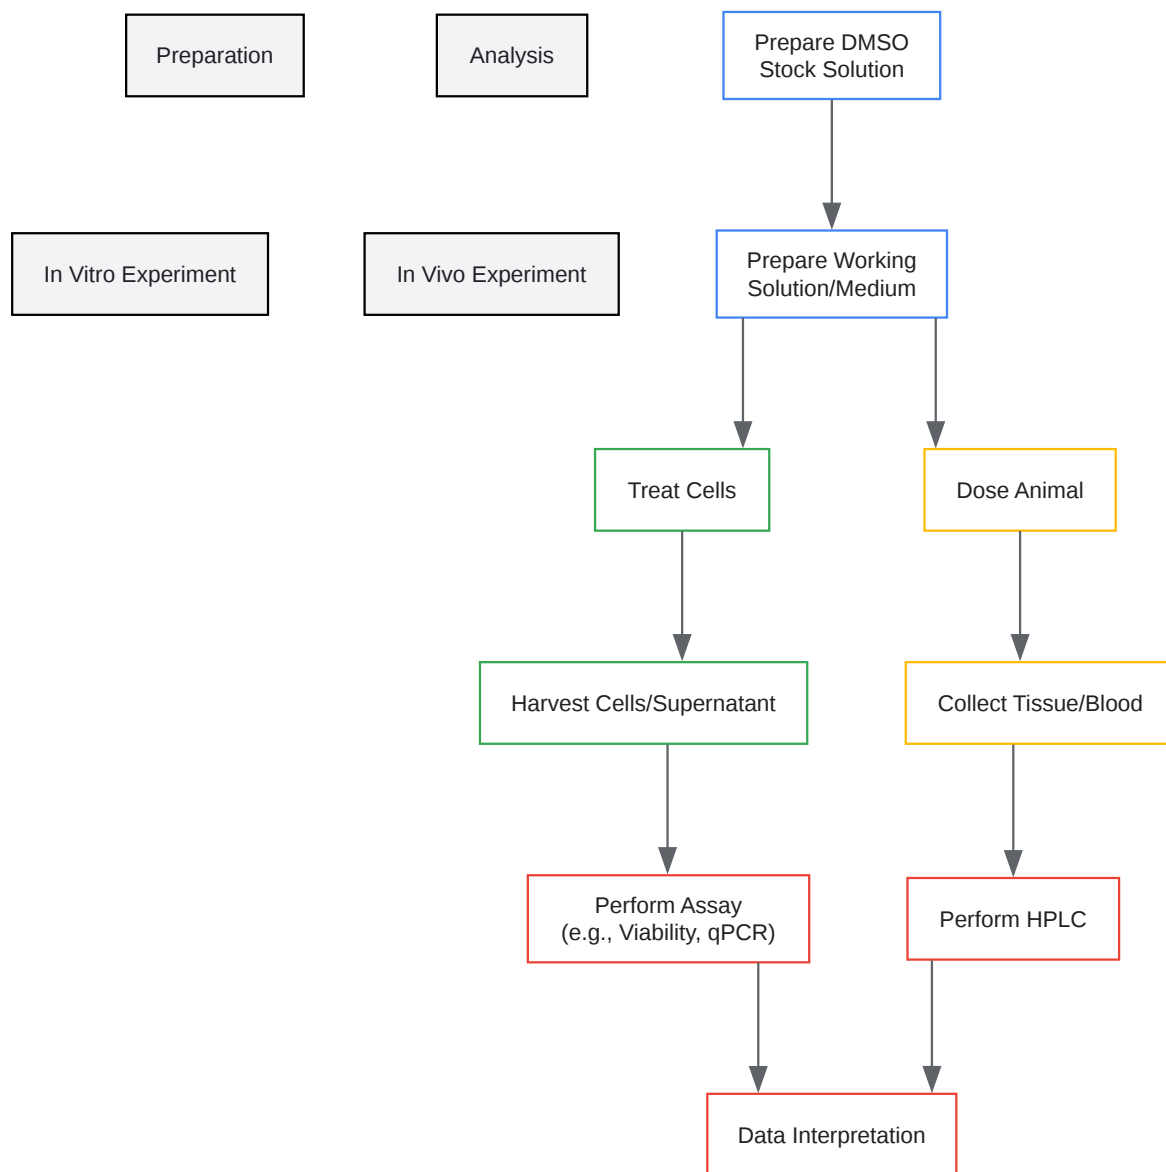 Preparation
Analysis
Prepare DMSO
Stock Solution
In Vitro Experiment
In Vivo Experiment
Prepare Working
Solution/Medium
Treat Cells
Dose Animal
Harvest Cells/Supernatant
Collect Tissue/Blood
Perform Assay
(e.g., Viability, qPCR)
Perform HPLC
Data Interpretation